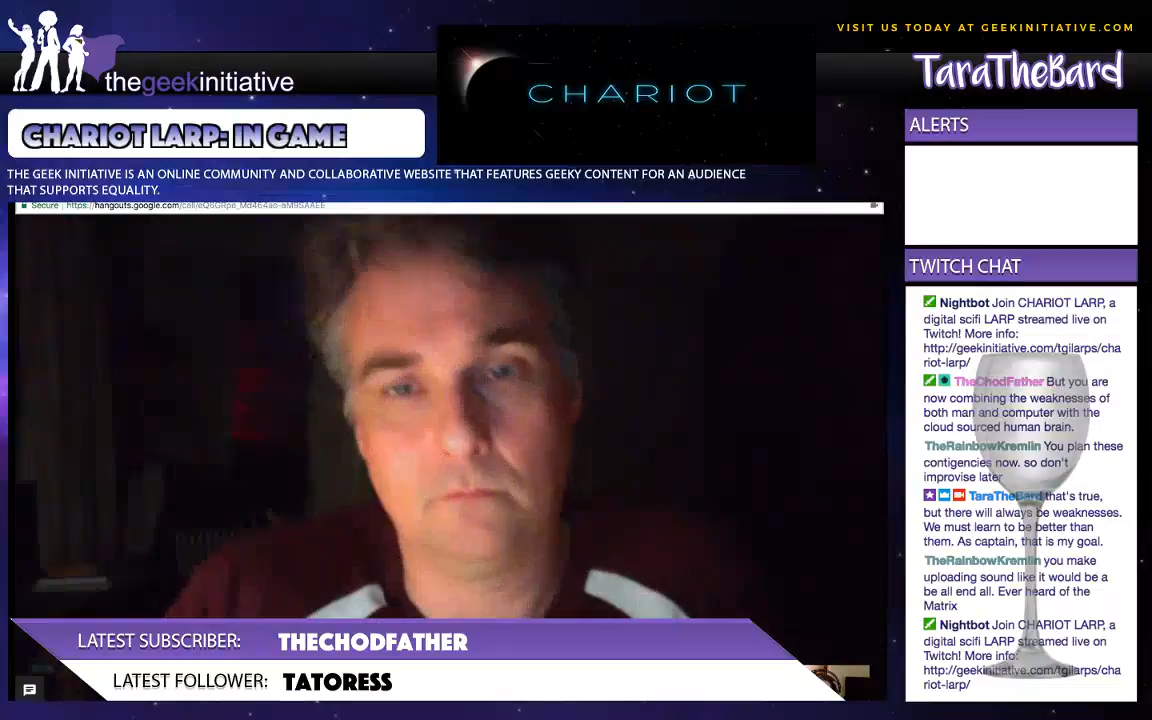 VISIT US TODAY AT GEEKINITIATIVE.COM
thegeekinitiative
CHARIOT
TaraTheBard
CHARIOT LARP: IN GAME
THE GEEK INITIATIVE IS AN ONLINE COMMUNITY AND COLLABORATIVE WEBSITE THAT FEATURES GEEKY CONTENT FOR AN AUDIENCE
THAT SUPPORTS EQUALITY.
Secure https://hangouts.google.com/call/
ALERTS
TWITCH CHAT
Nightbot Join CHARIOT LARP, a
digital scifi LARP streamed live on
Twitch! More info:
http://geekinitiative.com/tgilarps/cha
riot-larp/
TheChodFather But you are
now combining the weaknesses of
both man and computer with the
cloud sourced human brain.
TheRainbowKremlin You plan these
contigencies now. so don't
improvise later
TaraTheBard that's true,
but there will always be weaknesses.
We must learn to be better than
them. As captain, that is my goal.
TheRainbowKremlin you make
uploading sound like it would be a
be all end all. Ever heard of the
Matrix
Nightbot Join CHARIOT LARP, a
digital scifi LARP streamed live on
Twitch! More info:
http://geekinitiative.com/tgilarps/cha
riot-larp/
LATEST SUBSCRIBER: THECHODFATHER
LATEST FOLLOWER: TATORESS